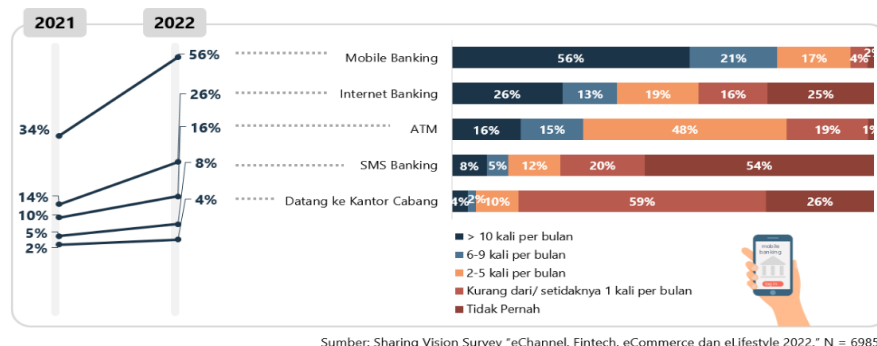 2021 2022
34% 56% Mobile Banking 56% 21% 17% 4% 2%
14% 26% Internet Banking 26% 13% 19% 16% 25%
10% 16% ATM 16% 15% 48% 19% 1%
5% 8% SMS Banking 8% 5% 12% 20% 54%
2% 4% Datang ke Kantor Cabang 4% 2% 10% 59% 26%
> 10 kali per bulan
6-9 kali per bulan
2-5 kali per bulan
Kurang dari/ setidaknya 1 kali per bulan
Tidak Pernah
mobile
banking
Sumber: Sharing Vision Survey "eChannel, Fintech, eCommerce dan eLifestyle 2022," N = 6985